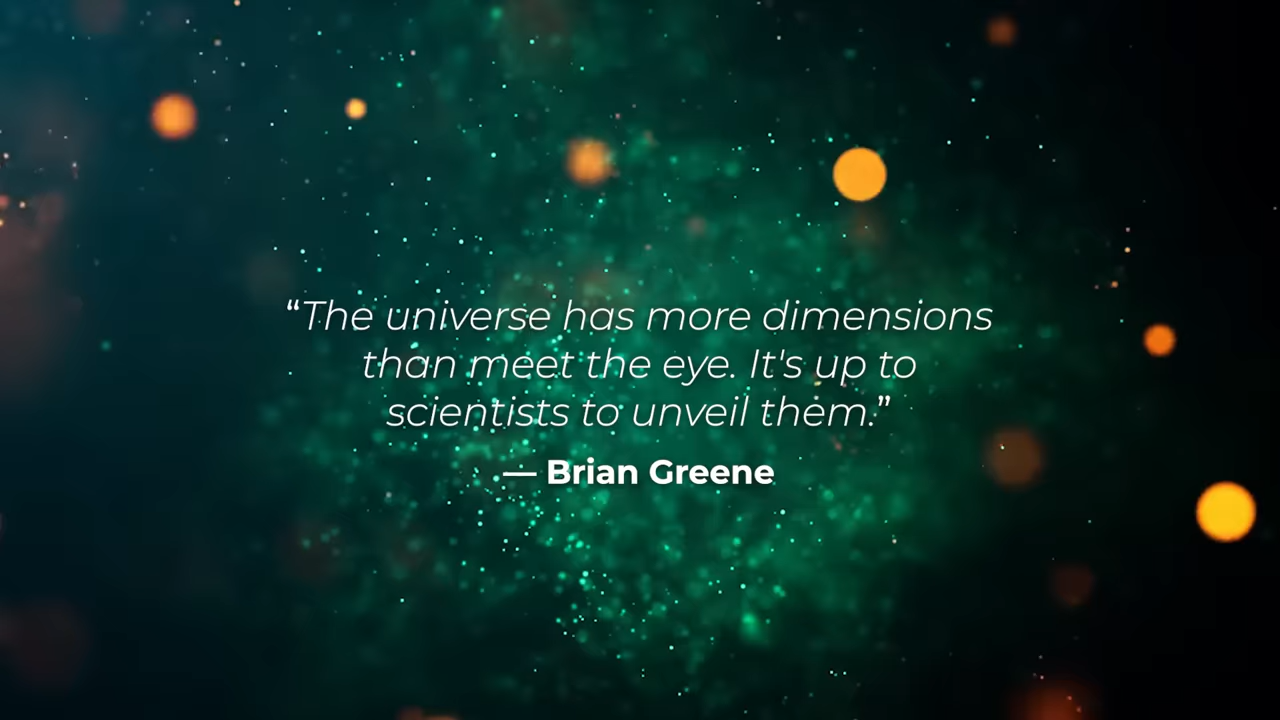 “The universe has more dimensions
than meet the eye. It's up to
scientists to unveil them.”
— Brian Greene